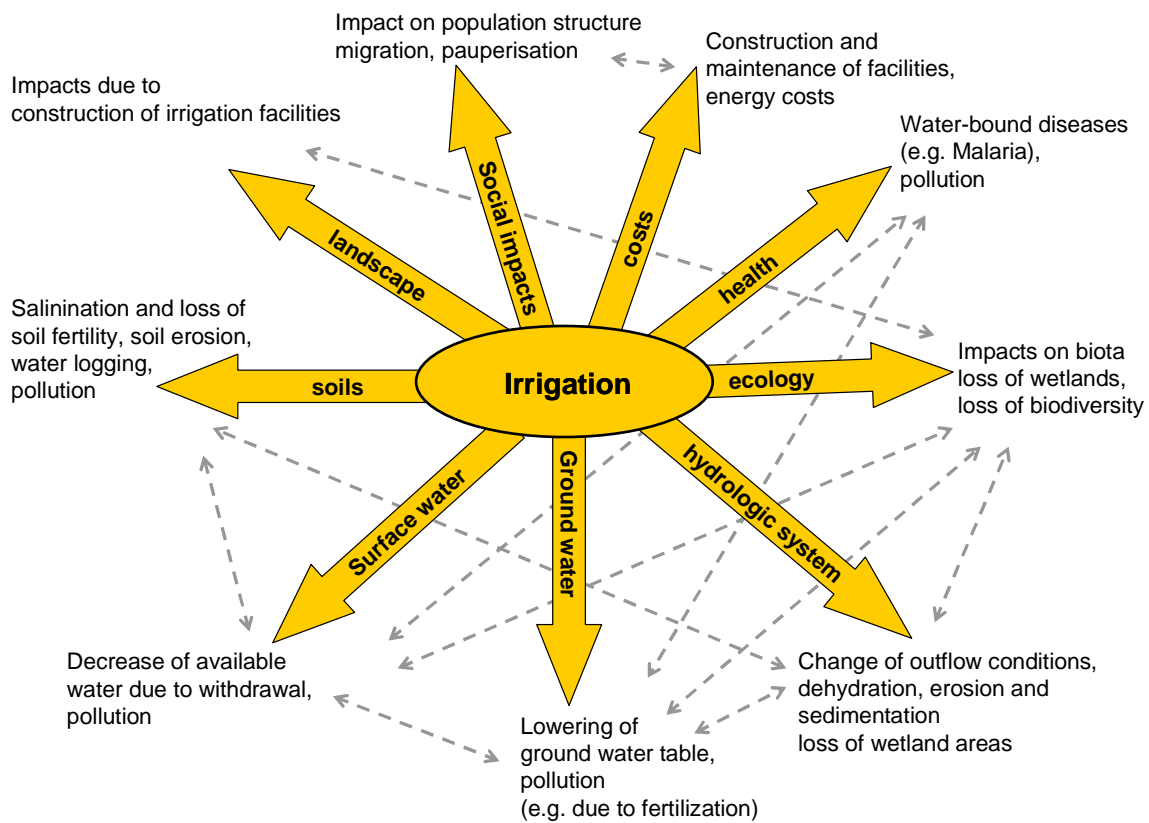 Impact on population structure
migration, pauperisation
Construction and
maintenance of facilities,
energy costs
Impacts due to
construction of irrigation facilities
Water-bound diseases
(e.g. Malaria),
pollution
Social impacts
costs
landscape
health
Salinination and loss of
soil fertility, soil erosion,
water logging,
pollution
soils
Irrigation
ecology
Impacts on biota
loss of wetlands,
loss of biodiversity
Surface water
Ground water
hydrologic system
Decrease of available
water due to withdrawal,
pollution
Lowering of
ground water table,
pollution
(e.g. due to fertilization)
Change of outflow conditions,
dehydration, erosion and
sedimentation
loss of wetland areas